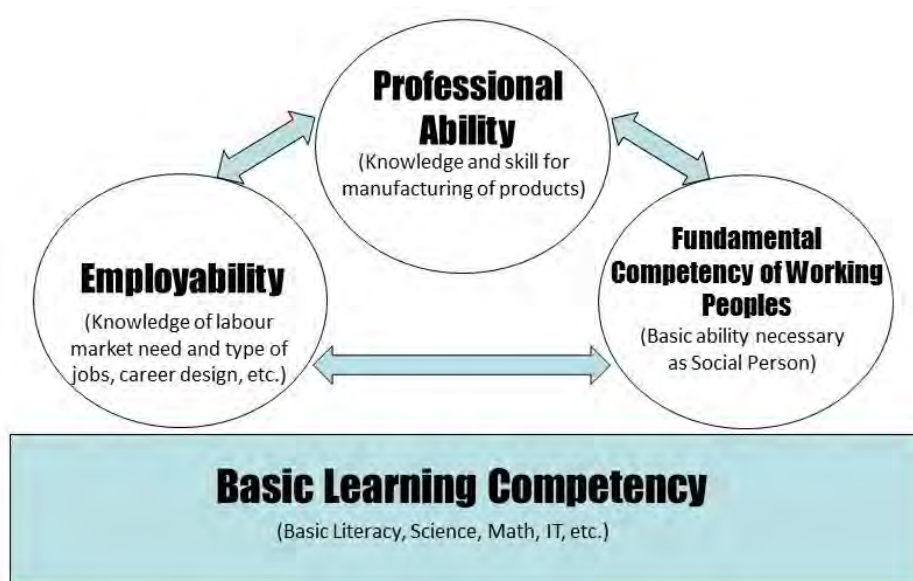 Professional
Ability
(Knowledge and skill for
manufacturing of products)
Employability
(Knowledge of labour
market need and type of
jobs, career design, etc.)
Fundamental
Competency of Working
Peoples
(Basic ability necessary
as Social Person)
Basic Learning Competency
(Basic Literacy, Science, Math, IT, etc.)